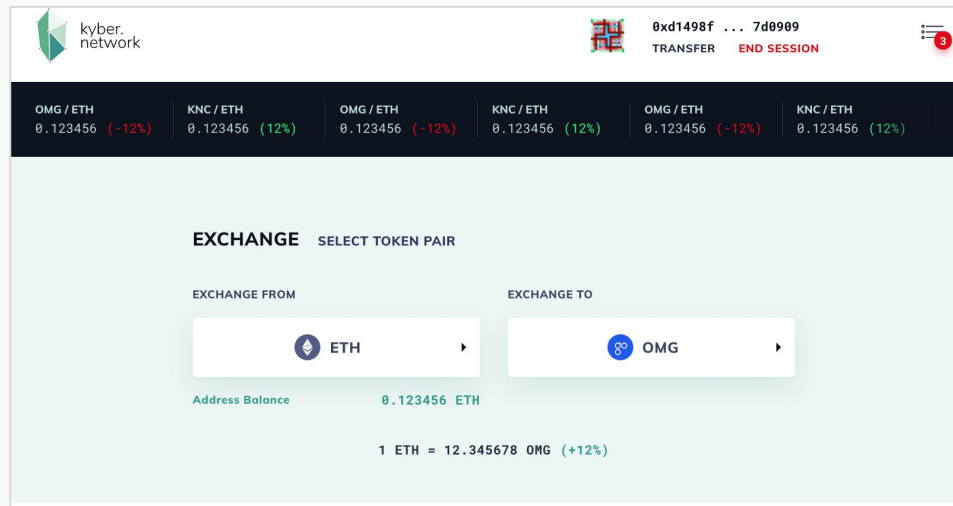 kyber.
network
0xd1498f ... 7d0909
TRANSFER END SESSION
3
OMG / ETH KNC / ETH OMG / ETH KNC / ETH OMG / ETH KNC / ETH
0.123456 (-12%) 0.123456 (12%) 0.123456 (-12%) 0.123456 (12%) 0.123456 (-12%) 0.123456 (12%)
EXCHANGE SELECT TOKEN PAIR
EXCHANGE FROM EXCHANGE TO
ETH go OMG
Address Balance 0.123456 ETH
1 ETH = 12.345678 OMG (+12%)